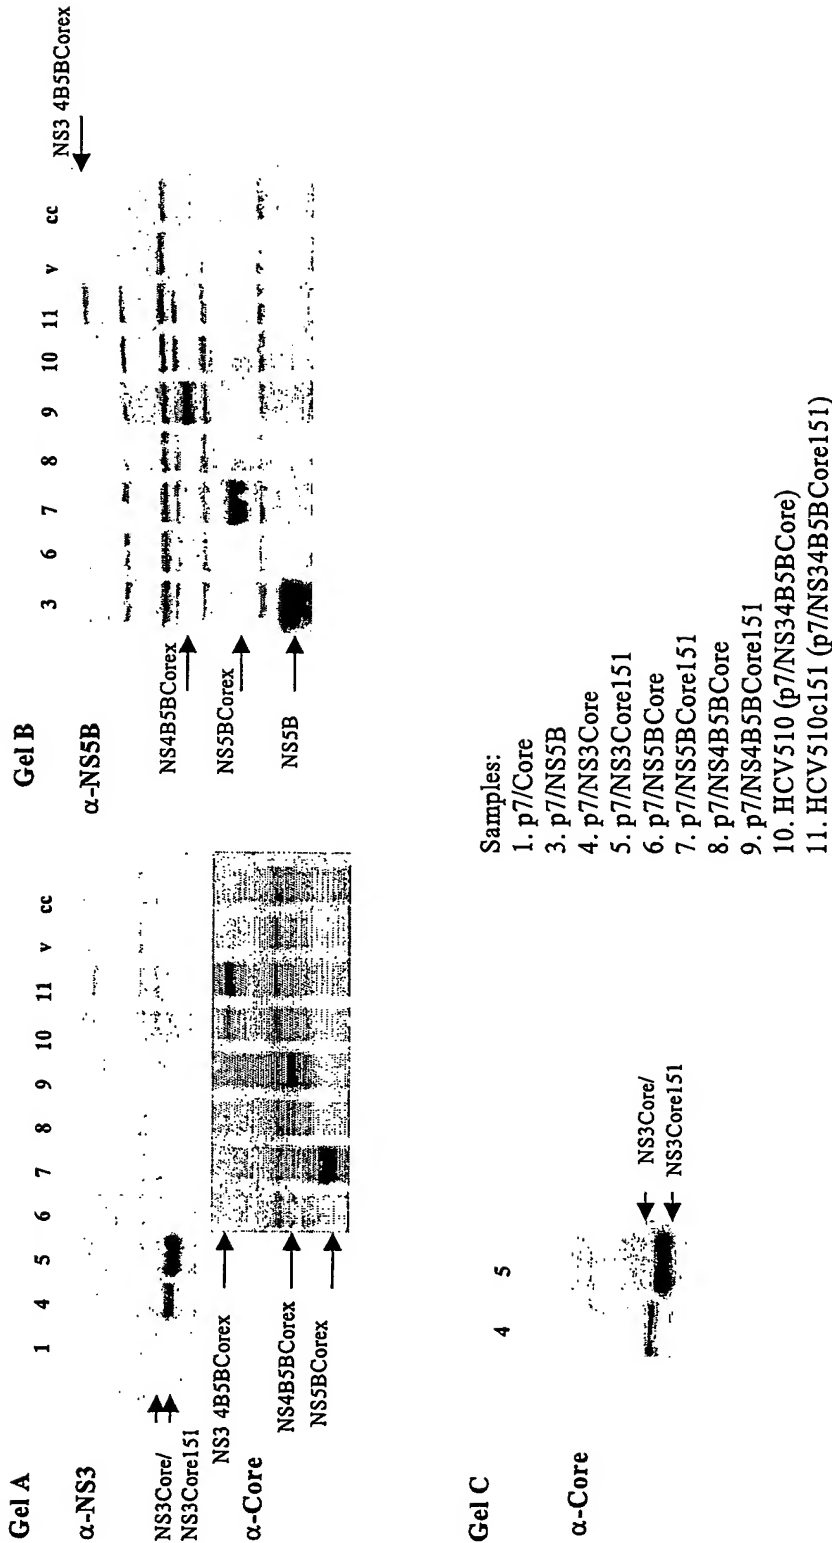 Gel A
α-NS3
1 4 5 6 7 8 9 10 11 v cc
NS3Core/
NS3Core151
α-Core
NS3 4B5BCorex
NS4B5BCorex
NS5BCorex
Gel B
α-NS5B
3 6 7 8 9 10 11 v cc
NS3 4B5BCorex
NS4B5BCorex
NS5BCorex
NS5B
Gel C
α-Core
4 5
NS3Core/
NS3Core151
Samples:
1. p7/Core
3. p7/NS5B
4. p7/NS3Core
5. p7/NS3Core151
6. p7/NS5BCore
7. p7/NS5BCore151
8. p7/NS4B5BCore
9. p7/NS4B5BCore151
10. HCV510 (p7/NS34B5BCore)
11. HCV510c151 (p7/NS34B5BCore151)